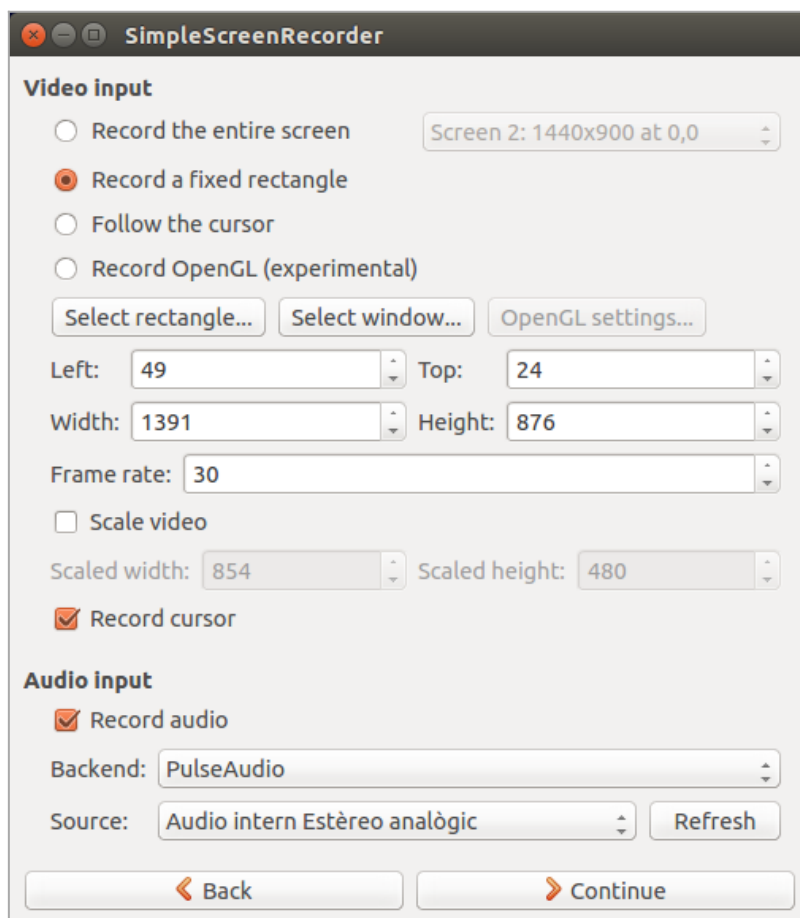 SimpleScreenRecorder
Video input
Record the entire screen Screen 2: 1440x900 at 0,0
Record a fixed rectangle
Follow the cursor
Record OpenGL (experimental)
Select rectangle... Select window... OpenGL settings...
Left: 49 Top: 24
Width: 1391 Height: 876
Frame rate: 30
Scale video
Scaled width: 854 Scaled height: 480
Record cursor
Audio input
Record audio
Backend: PulseAudio
Source: Audio intern Estèreo analògic Refresh
Back Continue